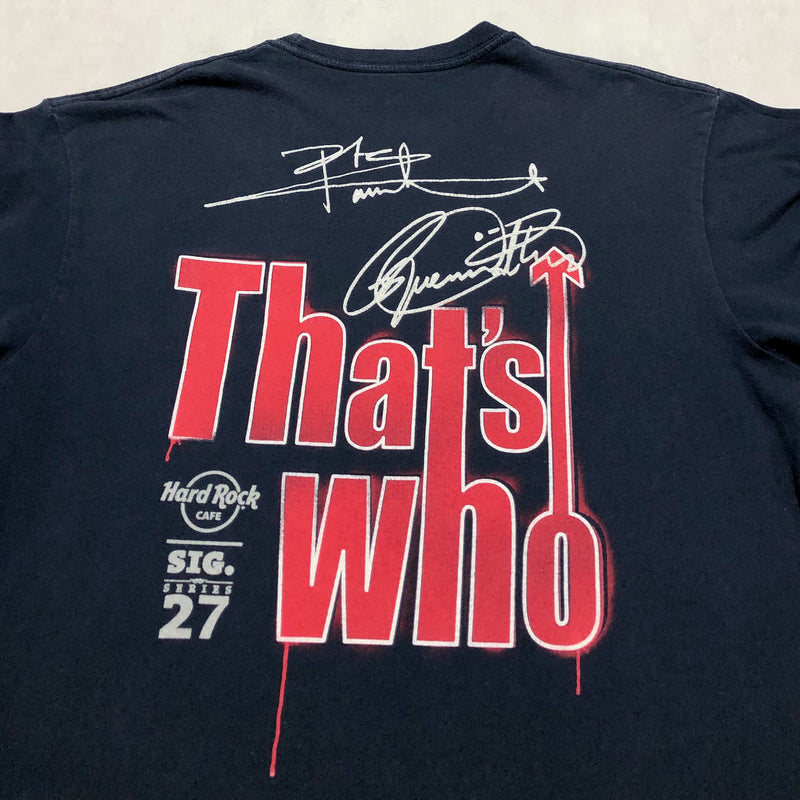 That's
Who
Hard Rock
CAFE
SIG.
SERIES
27